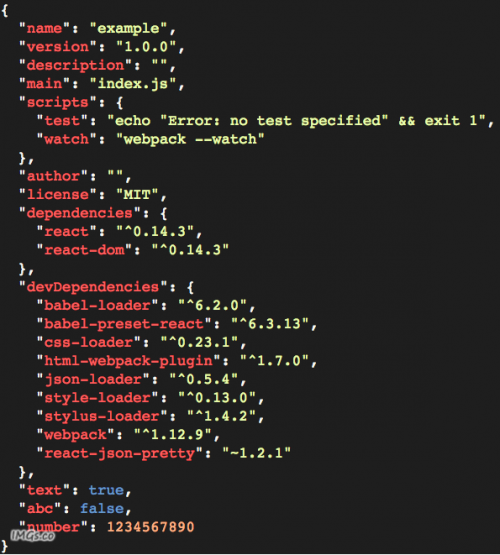 {
  "name": "example",
  "version": "1.0.0",
  "description": "",
  "main": "index.js",
  "scripts": {
    "test": "echo "Error: no test specified" && exit 1",
    "watch": "webpack --watch"
  },
  "author": "",
  "license": "MIT",
  "dependencies": {
    "react": "^0.14.3",
    "react-dom": "^0.14.3"
  },
  "devDependencies": {
    "babel-loader": "^6.2.0",
    "babel-preset-react": "^6.3.13",
    "css-loader": "^0.23.1",
    "html-webpack-plugin": "^1.7.0",
    "json-loader": "^0.5.4",
    "style-loader": "^0.13.0",
    "stylus-loader": "^1.4.2",
    "webpack": "^1.12.9",
    "react-json-pretty": "~1.2.1"
  },
  "text": true,
  "abc": false,
  "number": 1234567890
IMGs.co
}